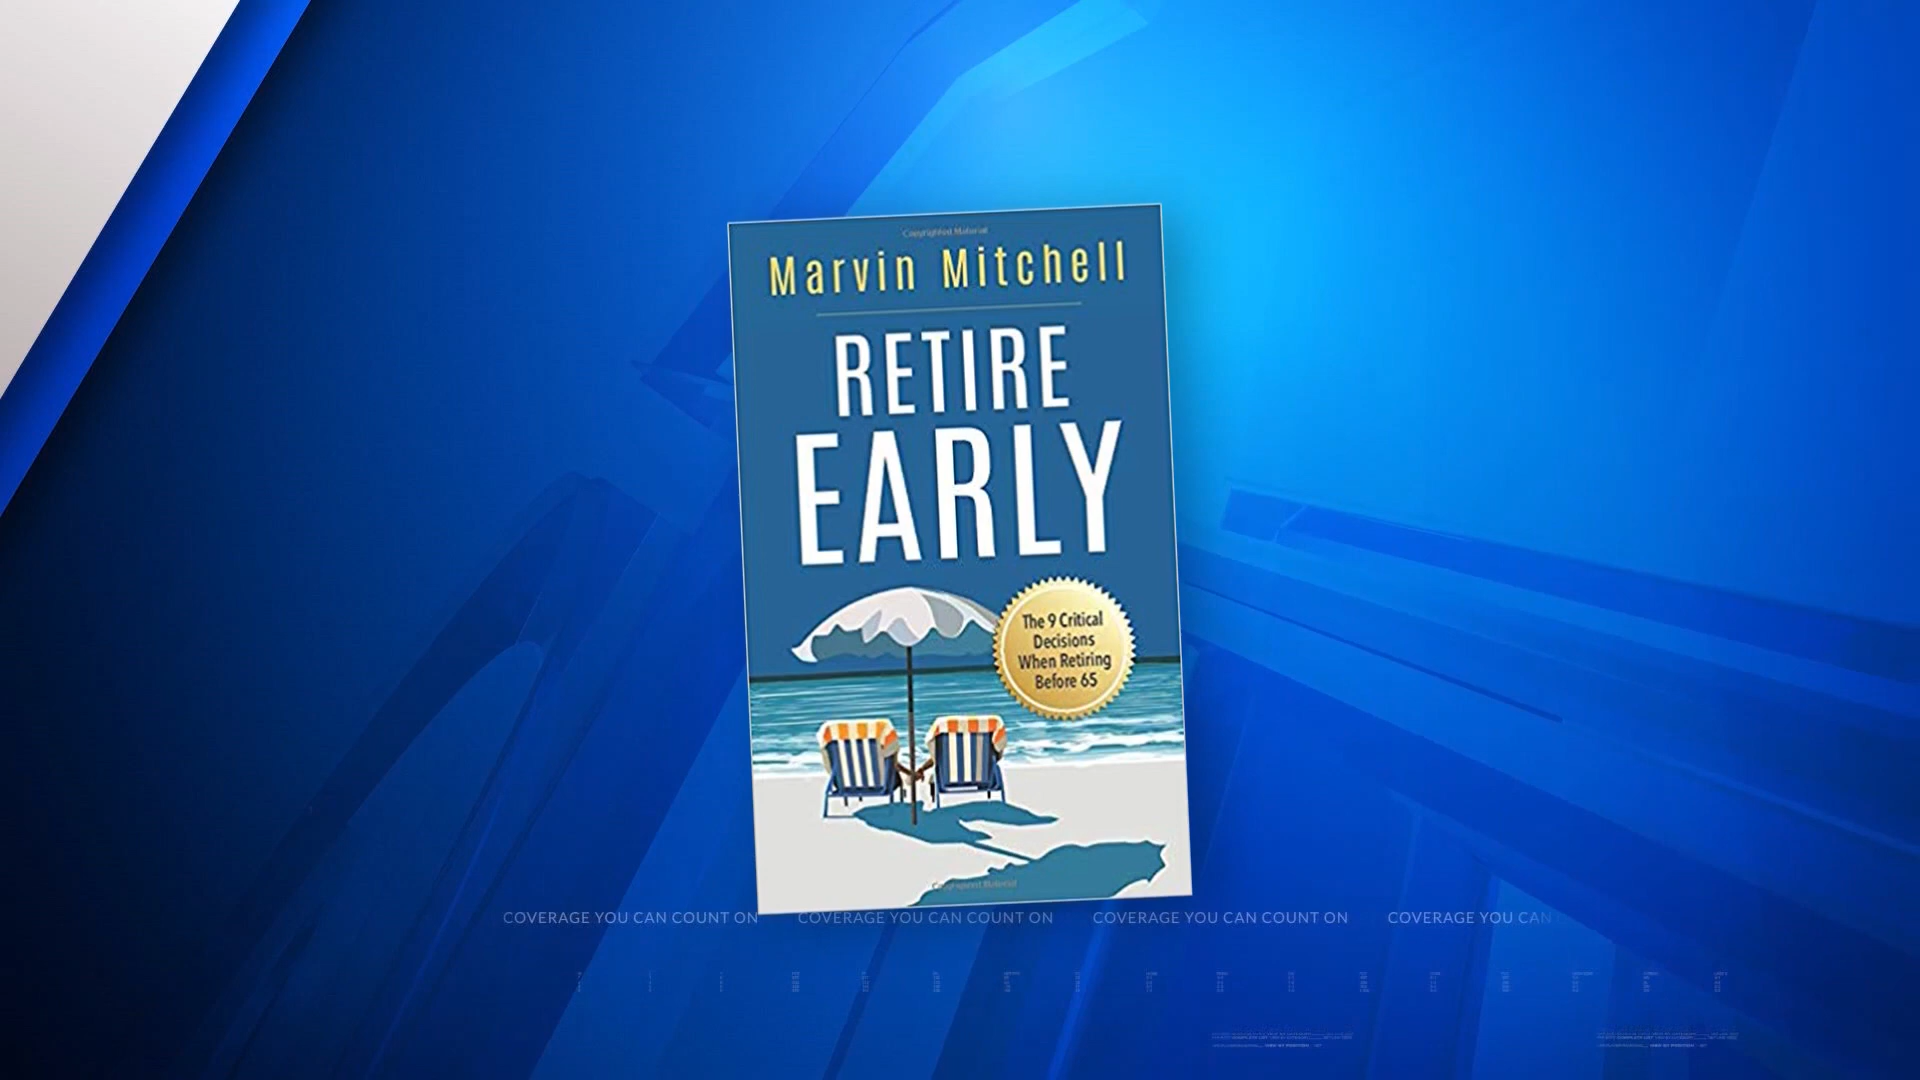 Copyrighted Material
Marvin Mitchell
RETIRE
EARLY
The 9 Critical
Decisions
When Retiring
Before 65
Copyrighted Material
COVERAGE YOU CAN COUNT ON COVERAGE YOU CAN COUNT ON COVERAGE YOU CAN COUNT ON COVERAGE YOU CAN